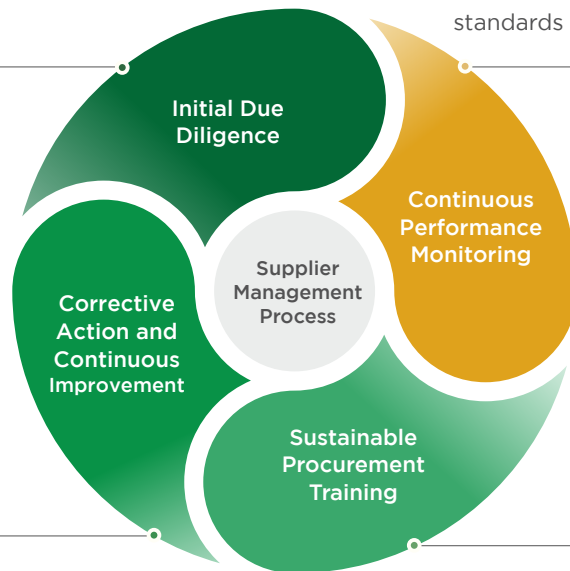 standards
Initial Due
Diligence
Continuous
Performance
Monitoring
Supplier
Management
Process
Corrective
Action and
Continuous
Improvement
Sustainable
Procurement
Training